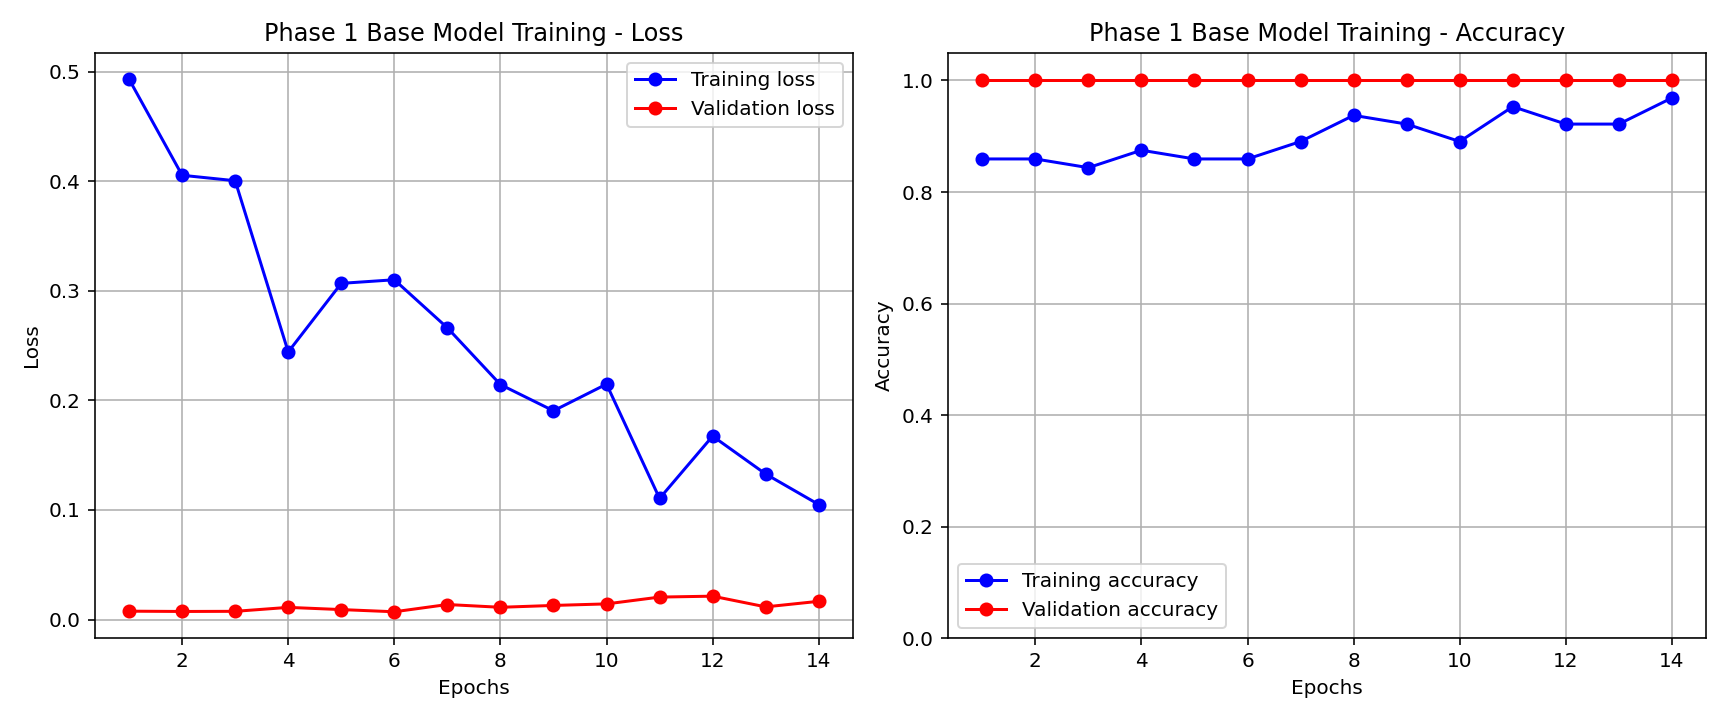 Phase 1 Base Model Training - Loss
0.5
0.4
0.3
0.2
0.1
0.0
Loss
Training loss
Validation loss
2 4 6 8 10 12 14
Epochs
Phase 1 Base Model Training - Accuracy
1.0
0.8
0.6
0.4
0.2
0.0
Accuracy
Training accuracy
Validation accuracy
2 4 6 8 10 12 14
Epochs